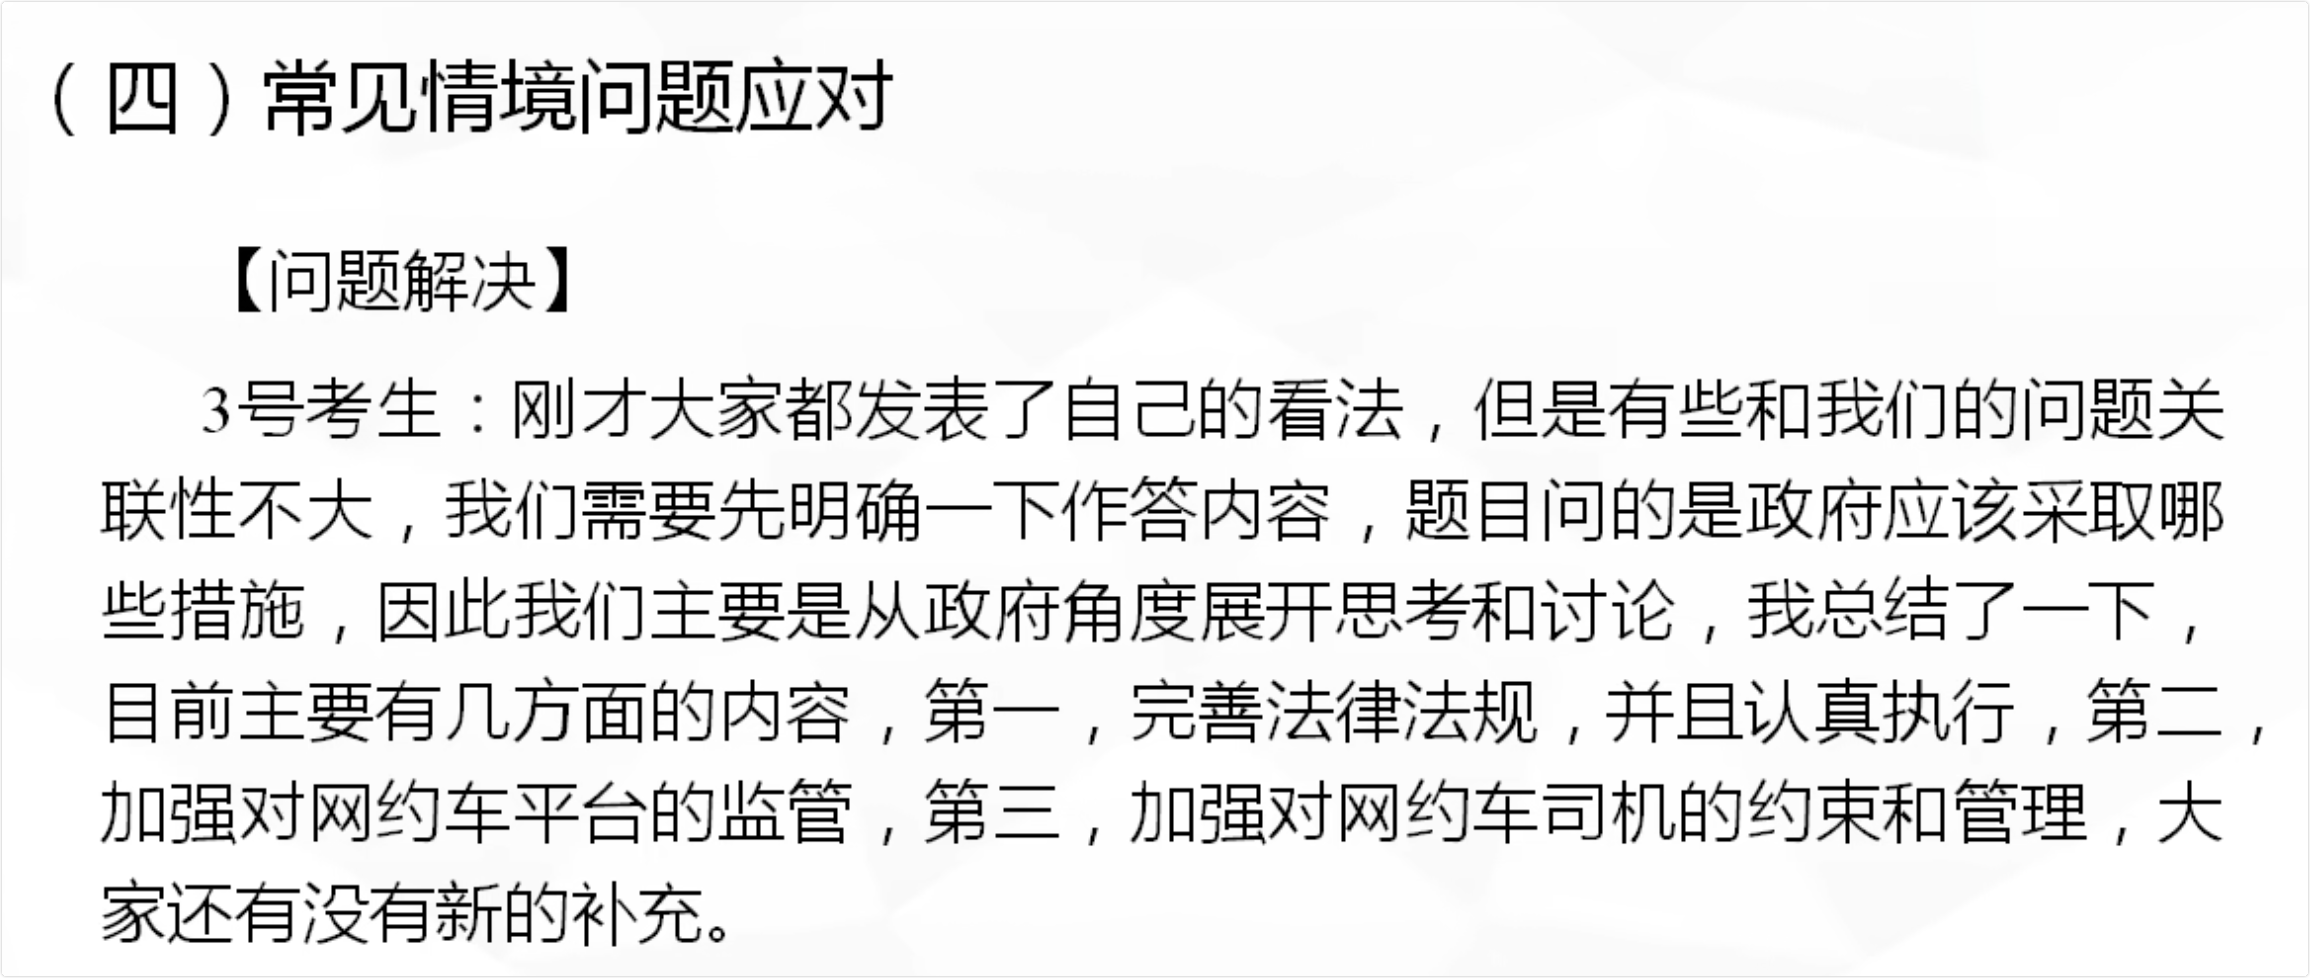 （四）常见情境问题应对
【问题解决】
3号考生：刚才大家都发表了自己的看法，但是有些和我们的问题关
联性不大，我们需要先明确一下作答内容，题目问的是政府应该采取哪
些措施，因此我们主要是从政府角度展开思考和讨论，我总结了一下，
目前主要有几方面的内容，第一，完善法律法规，并且认真执行，第二，
加强对网约车平台的监管，第三，加强对网约车司机的约束和管理，大
家还有没有新的补充。